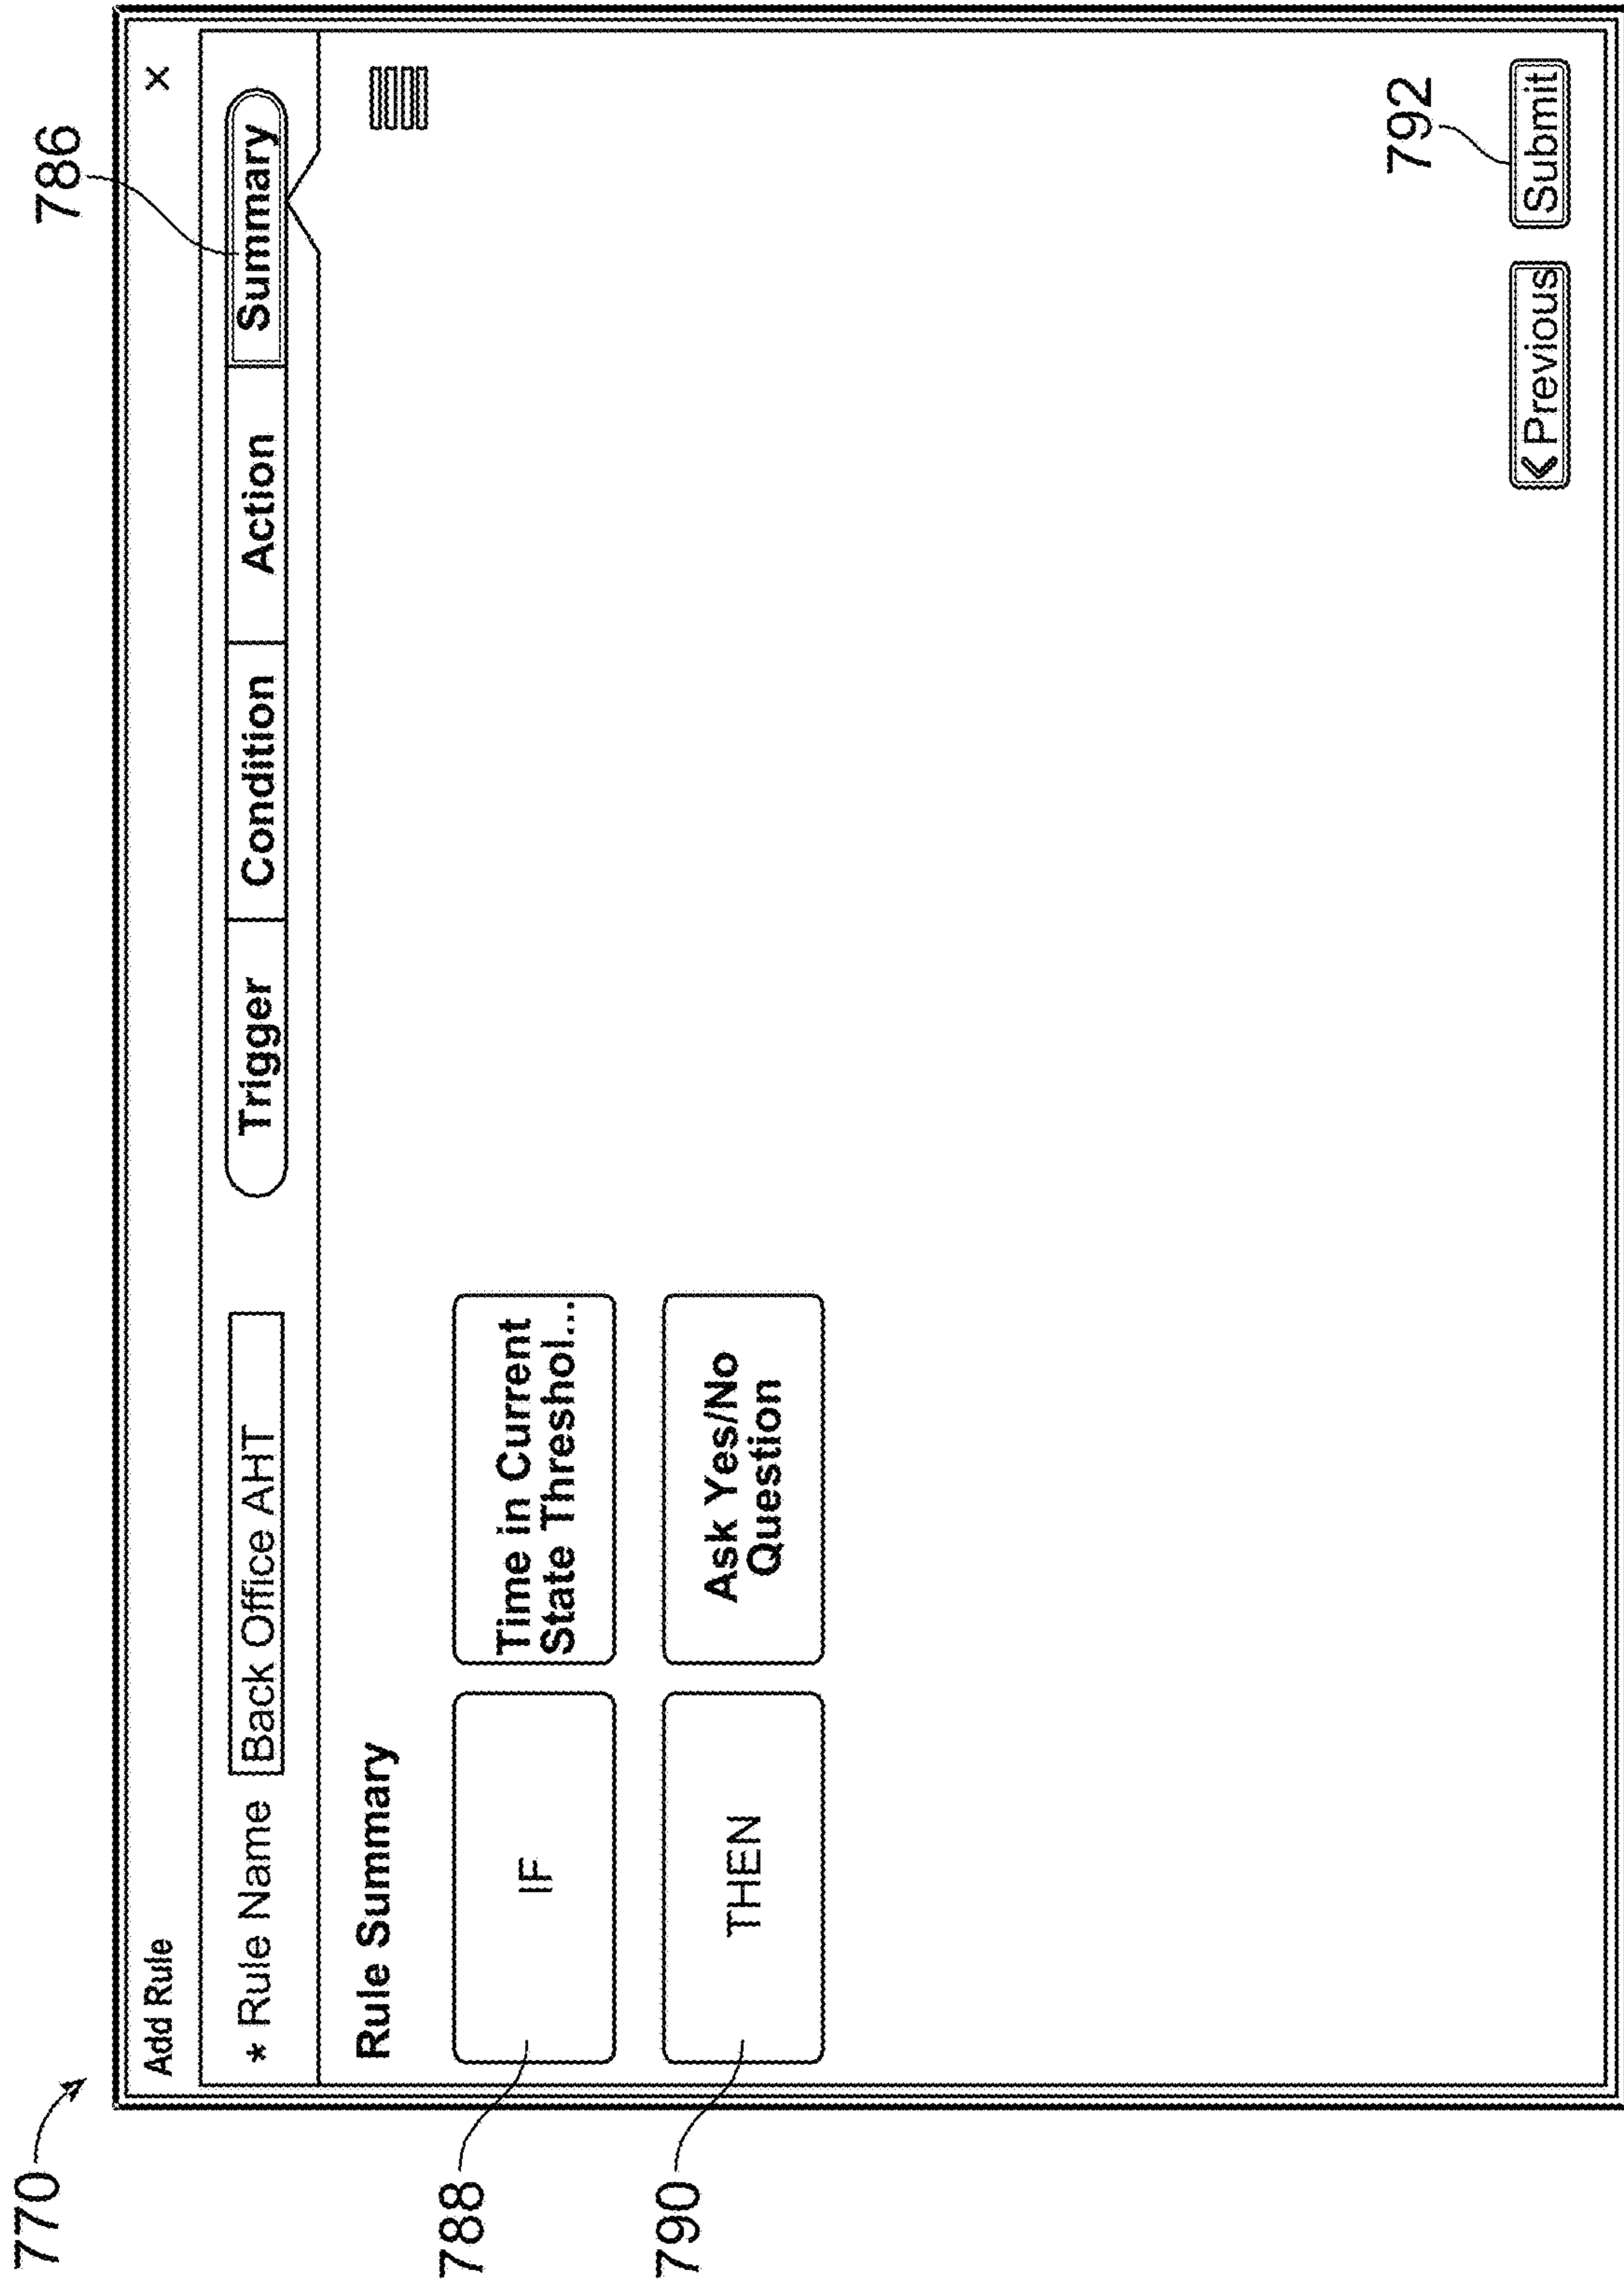 770
786
Add Rule
×
* Rule Name Back Office AHT Trigger Condition Action Summary
Rule Summary
788
IF
Time in Current
State Threshol...
790
THEN
Ask Yes/No
Question
792
< Previous
Submit